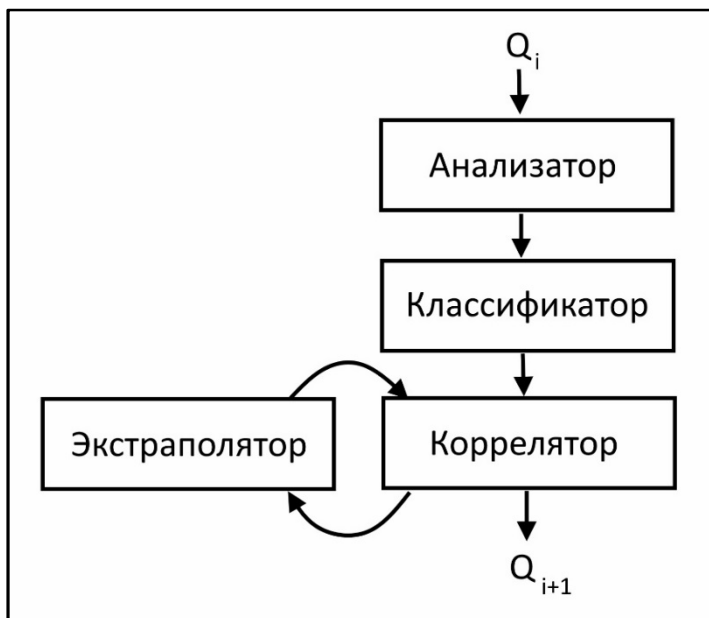 Q i
Анализатор
Классификатор
Экстраполятор
Коррелятор
Q i+1